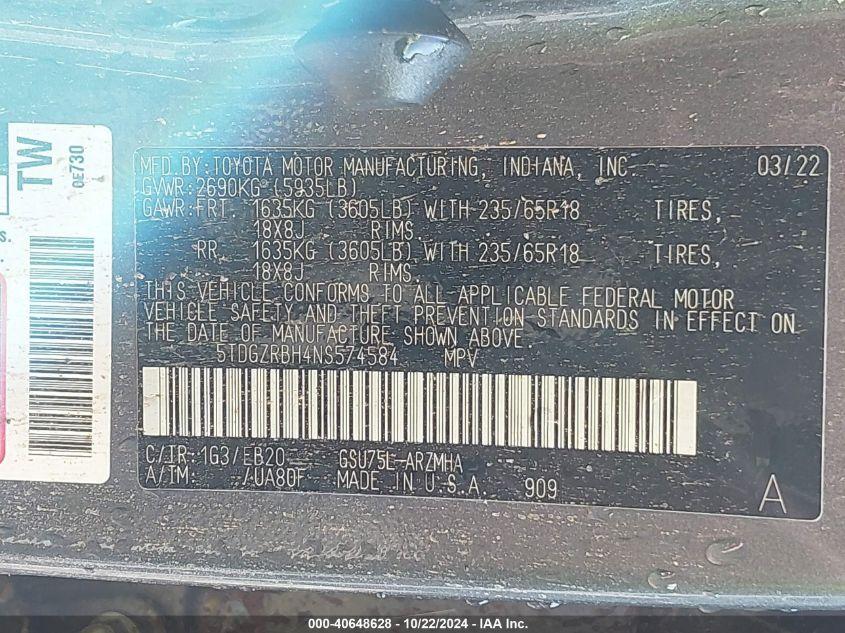 TW
0E730
MFD.BY:TOYOTA MOTOR MANUFACTURING, INDIANA, INC. 03/22
GVWR:2690KG (5935LB)
GAWR:FRT. 1635KG (3605LB) WITH 235/65R18 TIRES,
18X8J RIMS,
RR. 1635KG (3605LB) WITH 235/65R18 TIRES,
18X8J RIMS,
THIS VEHICLE CONFORMS TO ALL APPLICABLE FEDERAL MOTOR
VEHICLE SAFETY AND THEFT PREVENTION STANDARDS IN EFFECT ON
THE DATE OF MANUFACTURE SHOWN ABOVE.
5TDGZRBH4NS574584 MPV
C/TR:1G3/EB20 GSU75L-ARZMHA
A/TM: /UA80F MADE IN U.S.A. 909 A
000-40648628 - 10/22/2024 - IAA Inc.